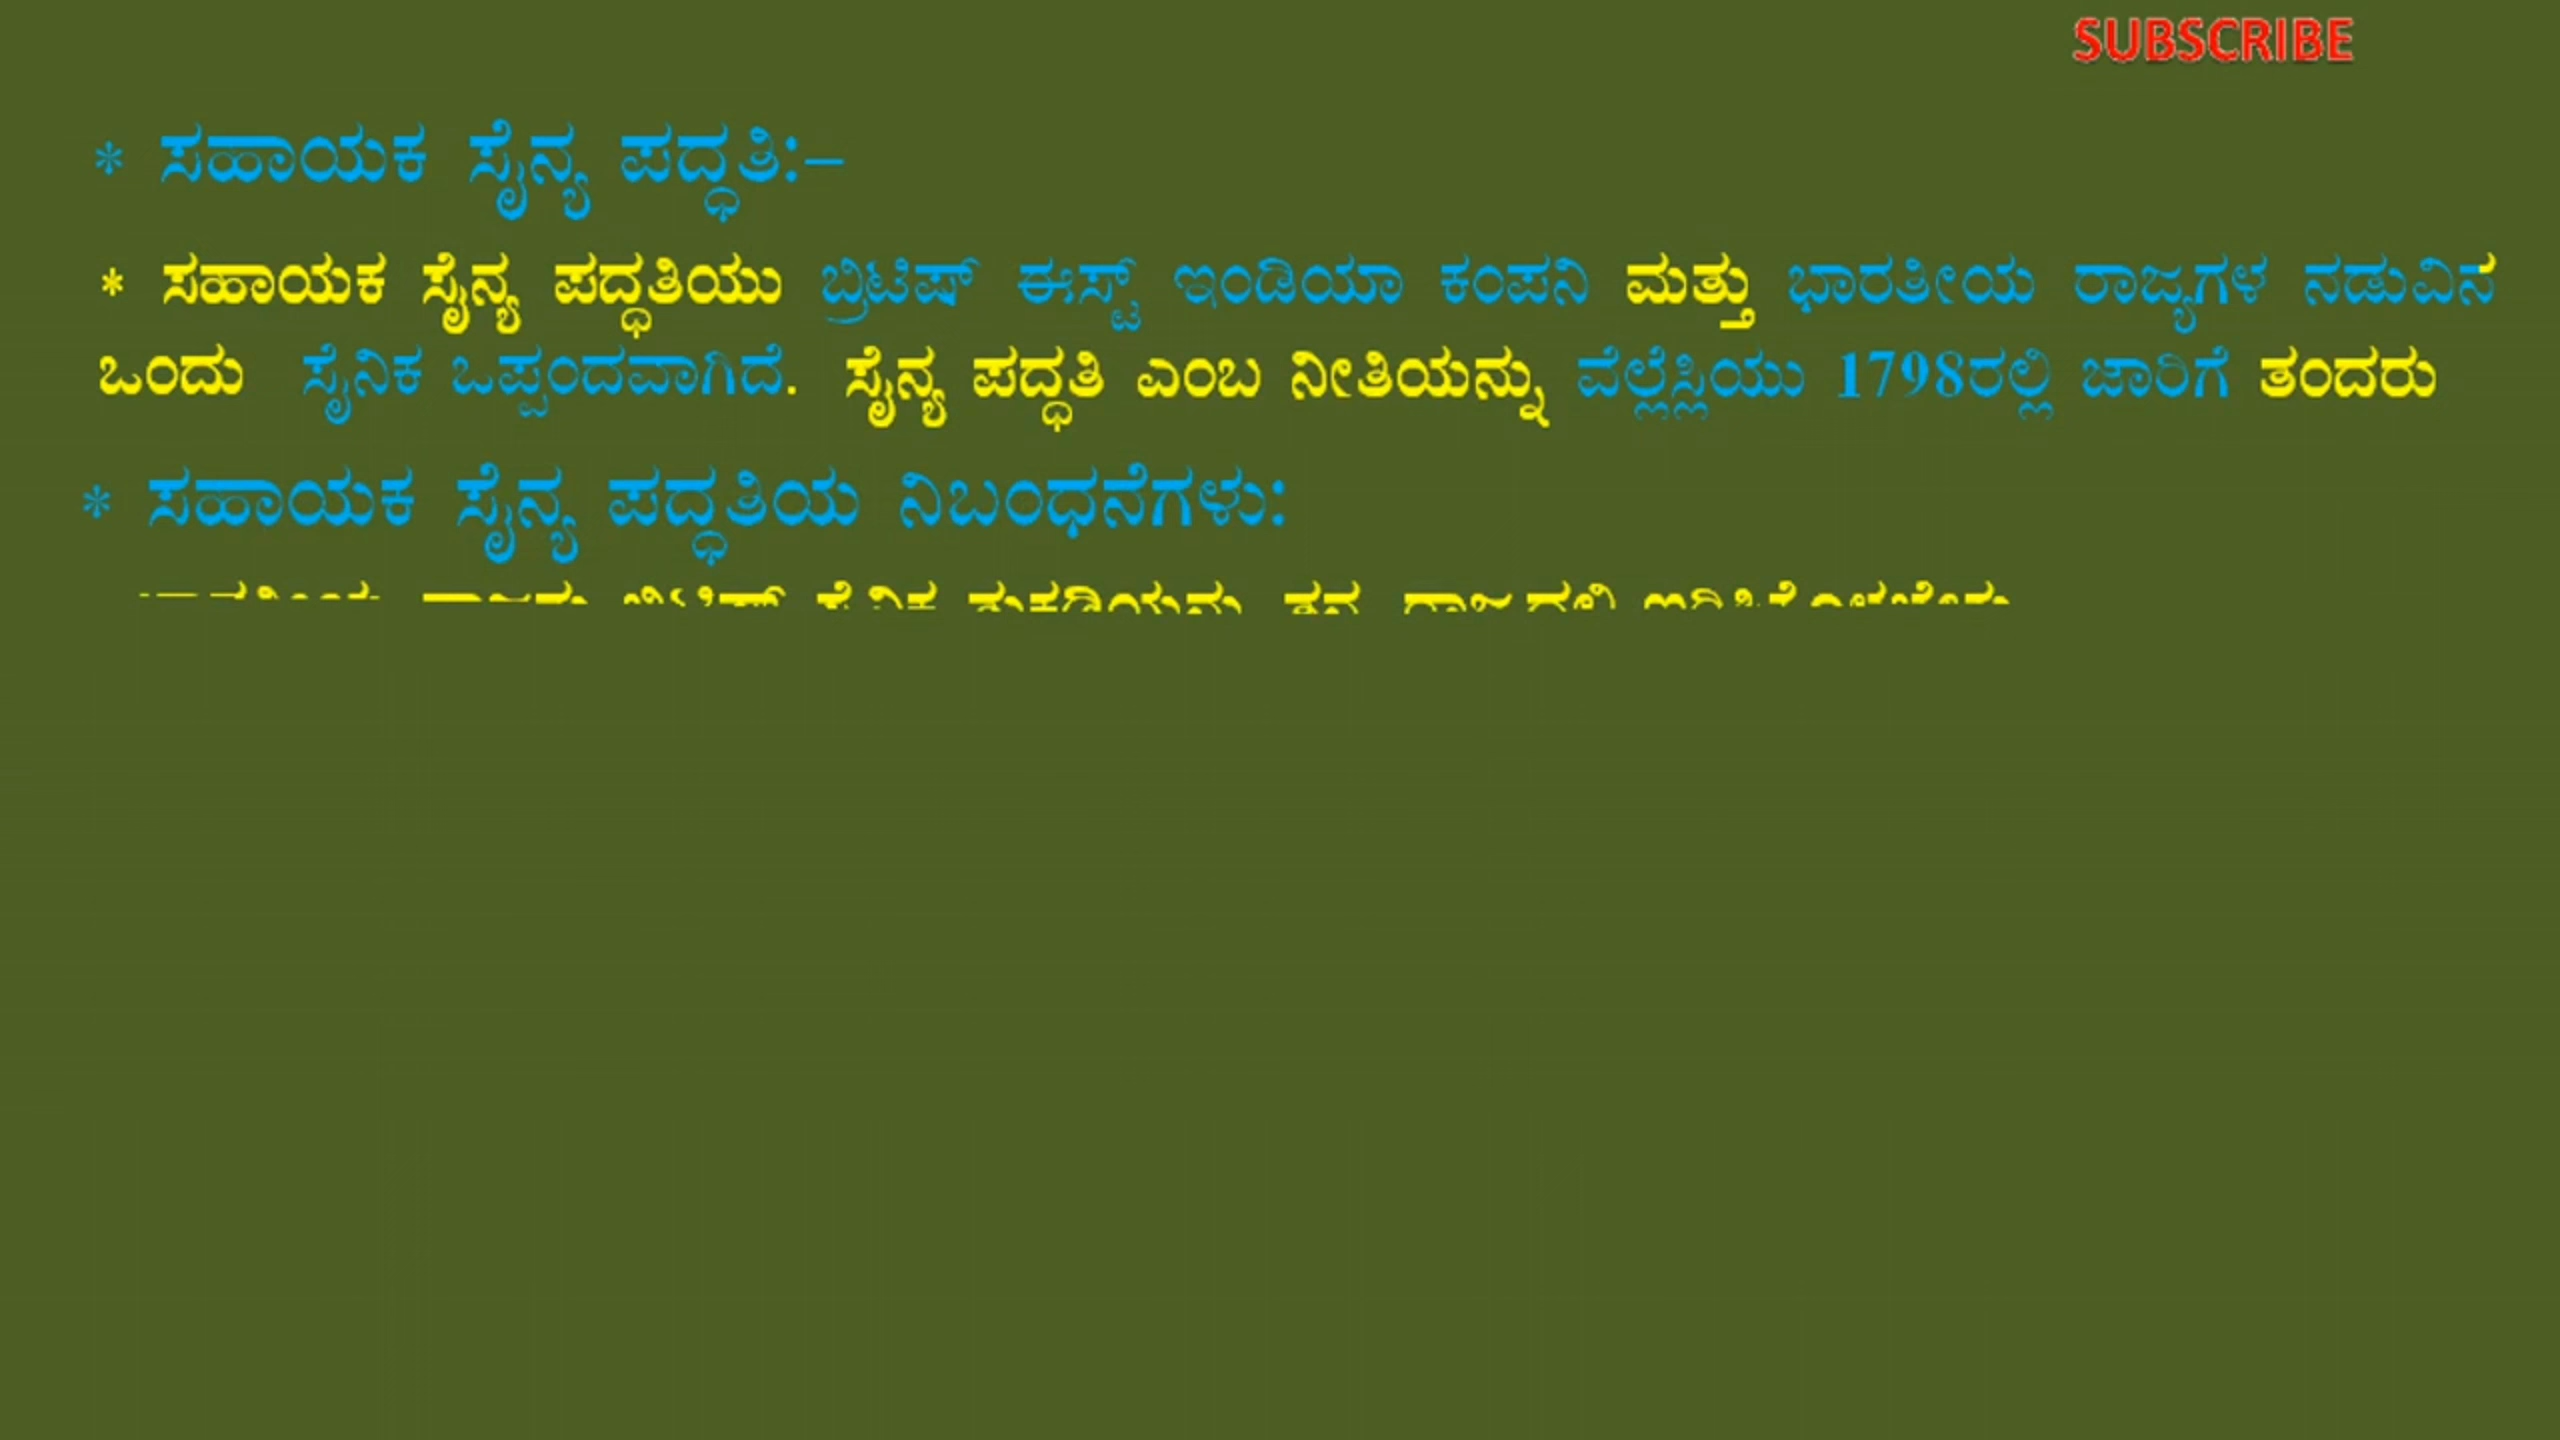 SUBSCRIBE
* ಸಹಾಯಕ ಸೈನ್ಯ ಪದ್ಧತಿ:–
* ಸಹಾಯಕ ಸೈನ್ಯ ಪದ್ಧತಿಯು ಬ್ರಿಟಿಷ್ ಈಸ್ಟ್ ಇಂಡಿಯಾ ಕಂಪನಿ ಮತ್ತು ಭಾರತೀಯ ರಾಜ್ಯಗಳ ನಡುವಿನ
ಒಂದು ಸೈನಿಕ ಒಪ್ಪಂದವಾಗಿದೆ. ಸೈನ್ಯ ಪದ್ಧತಿ ಎಂಬ ನೀತಿಯನ್ನು ವೆಲ್ಲೆಸ್ಲಿಯು 1798ರಲ್ಲಿ ಜಾರಿಗೆ ತಂದರು
* ಸಹಾಯಕ ಸೈನ್ಯ ಪದ್ಧತಿಯ ನಿಬಂಧನೆಗಳು: